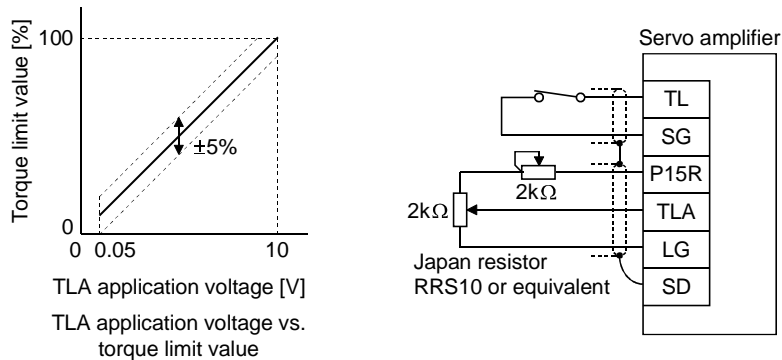 Torque limit value [%]
100
±5%
0
0 0.05 10
TLA application voltage [V]
TLA application voltage vs.
torque limit value
Servo amplifier
TL
SG
P15R
2kΩ
2kΩ
TLA
LG
Japan resistor
RRS10 or equivalent
SD